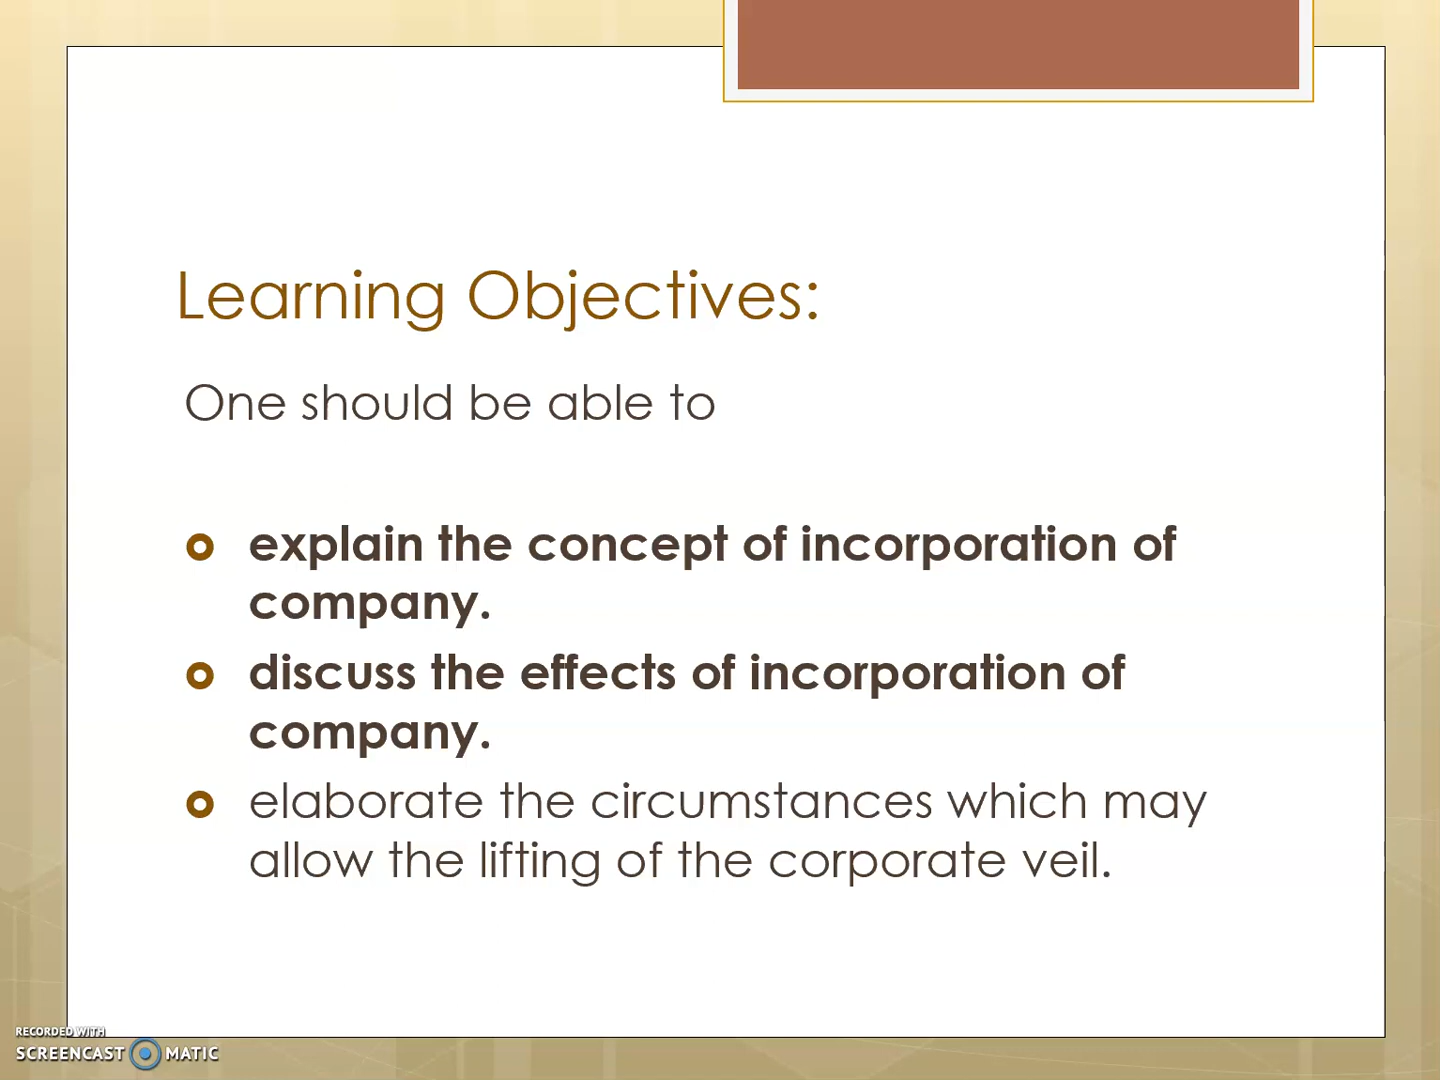 Learning Objectives:
One should be able to
explain the concept of incorporation of
company.
discuss the effects of incorporation of
company.
elaborate the circumstances which may
allow the lifting of the corporate veil.
RECORDED WITH
SCREENCAST MATIC